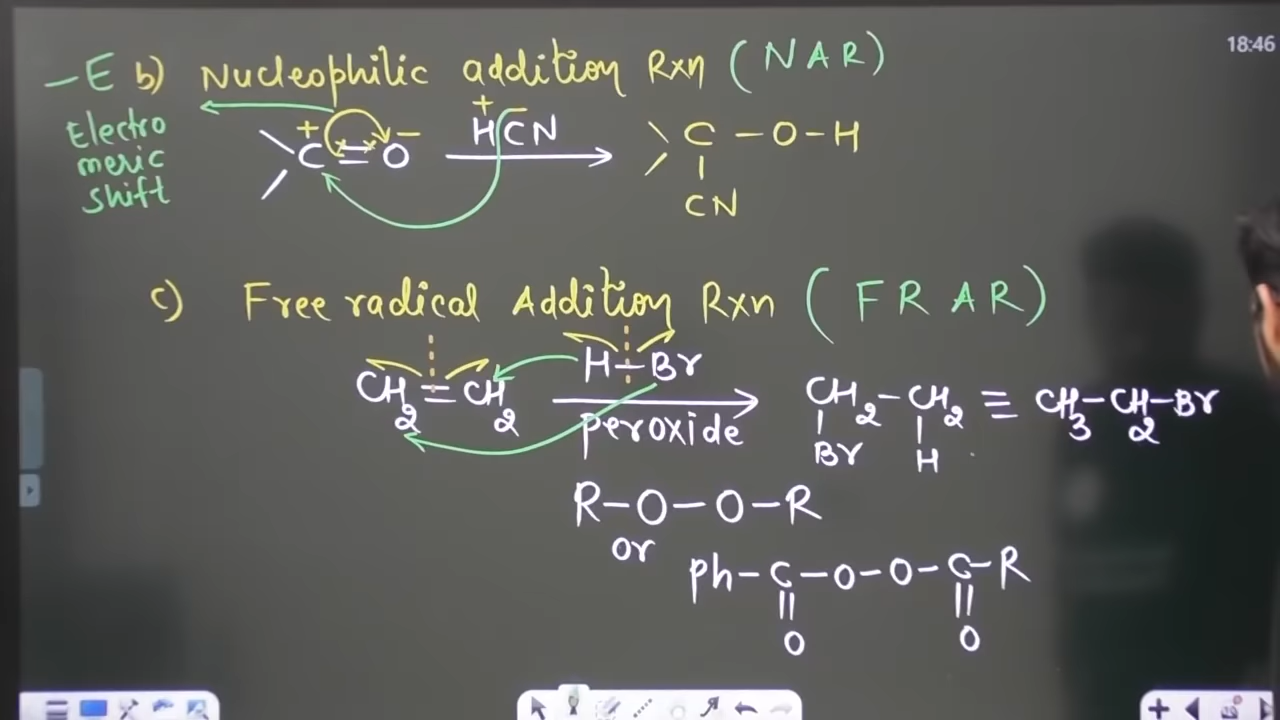 18:46
-E b) Nucleophilic addition Rxn (NAR)
Electro
meric
shift
+ - + -
C=O HCN C-O-H
CN
c) Free radical Addition Rxn (FRAR)
CH2=CH2 H-Br peroxide CH2-CH2 ≡ CH3-CH2-Br
Br H
R-O-O-R
or
Ph-C-O-O-C-R
O O